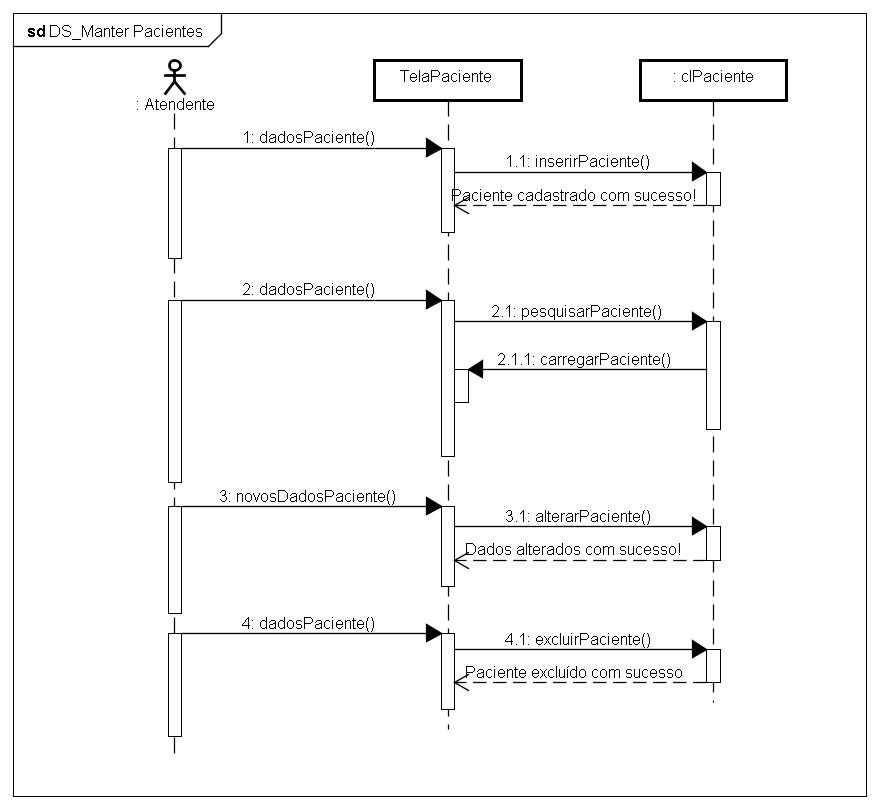 sd DS_Manter Pacientes
: Atendente
TelaPaciente
: clPaciente
1: dadosPaciente()
1.1: inserirPaciente()
Paciente cadastrado com sucesso!
2: dadosPaciente()
2.1: pesquisarPaciente()
2.1.1: carregarPaciente()
3: novosDadosPaciente()
3.1: alterarPaciente()
Dados alterados com sucesso!
4: dadosPaciente()
4.1: excluirPaciente()
Paciente excluído com sucesso